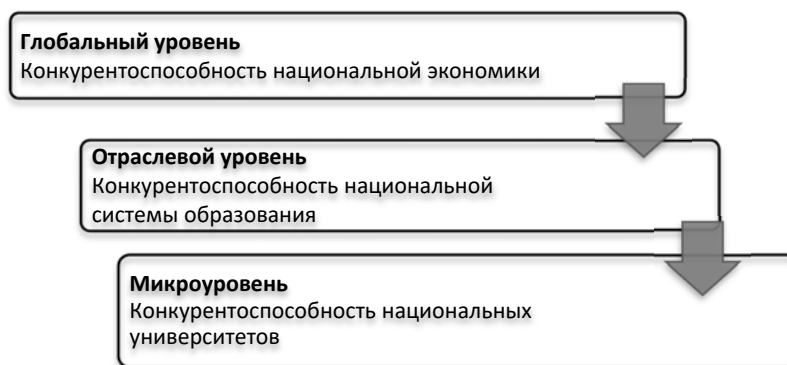 Глобальный уровень
Конкурентоспособность национальной экономики
Отраслевой уровень
Конкурентоспособность национальной
системы образования
Микроуровень
Конкурентоспособность национальных
университетов